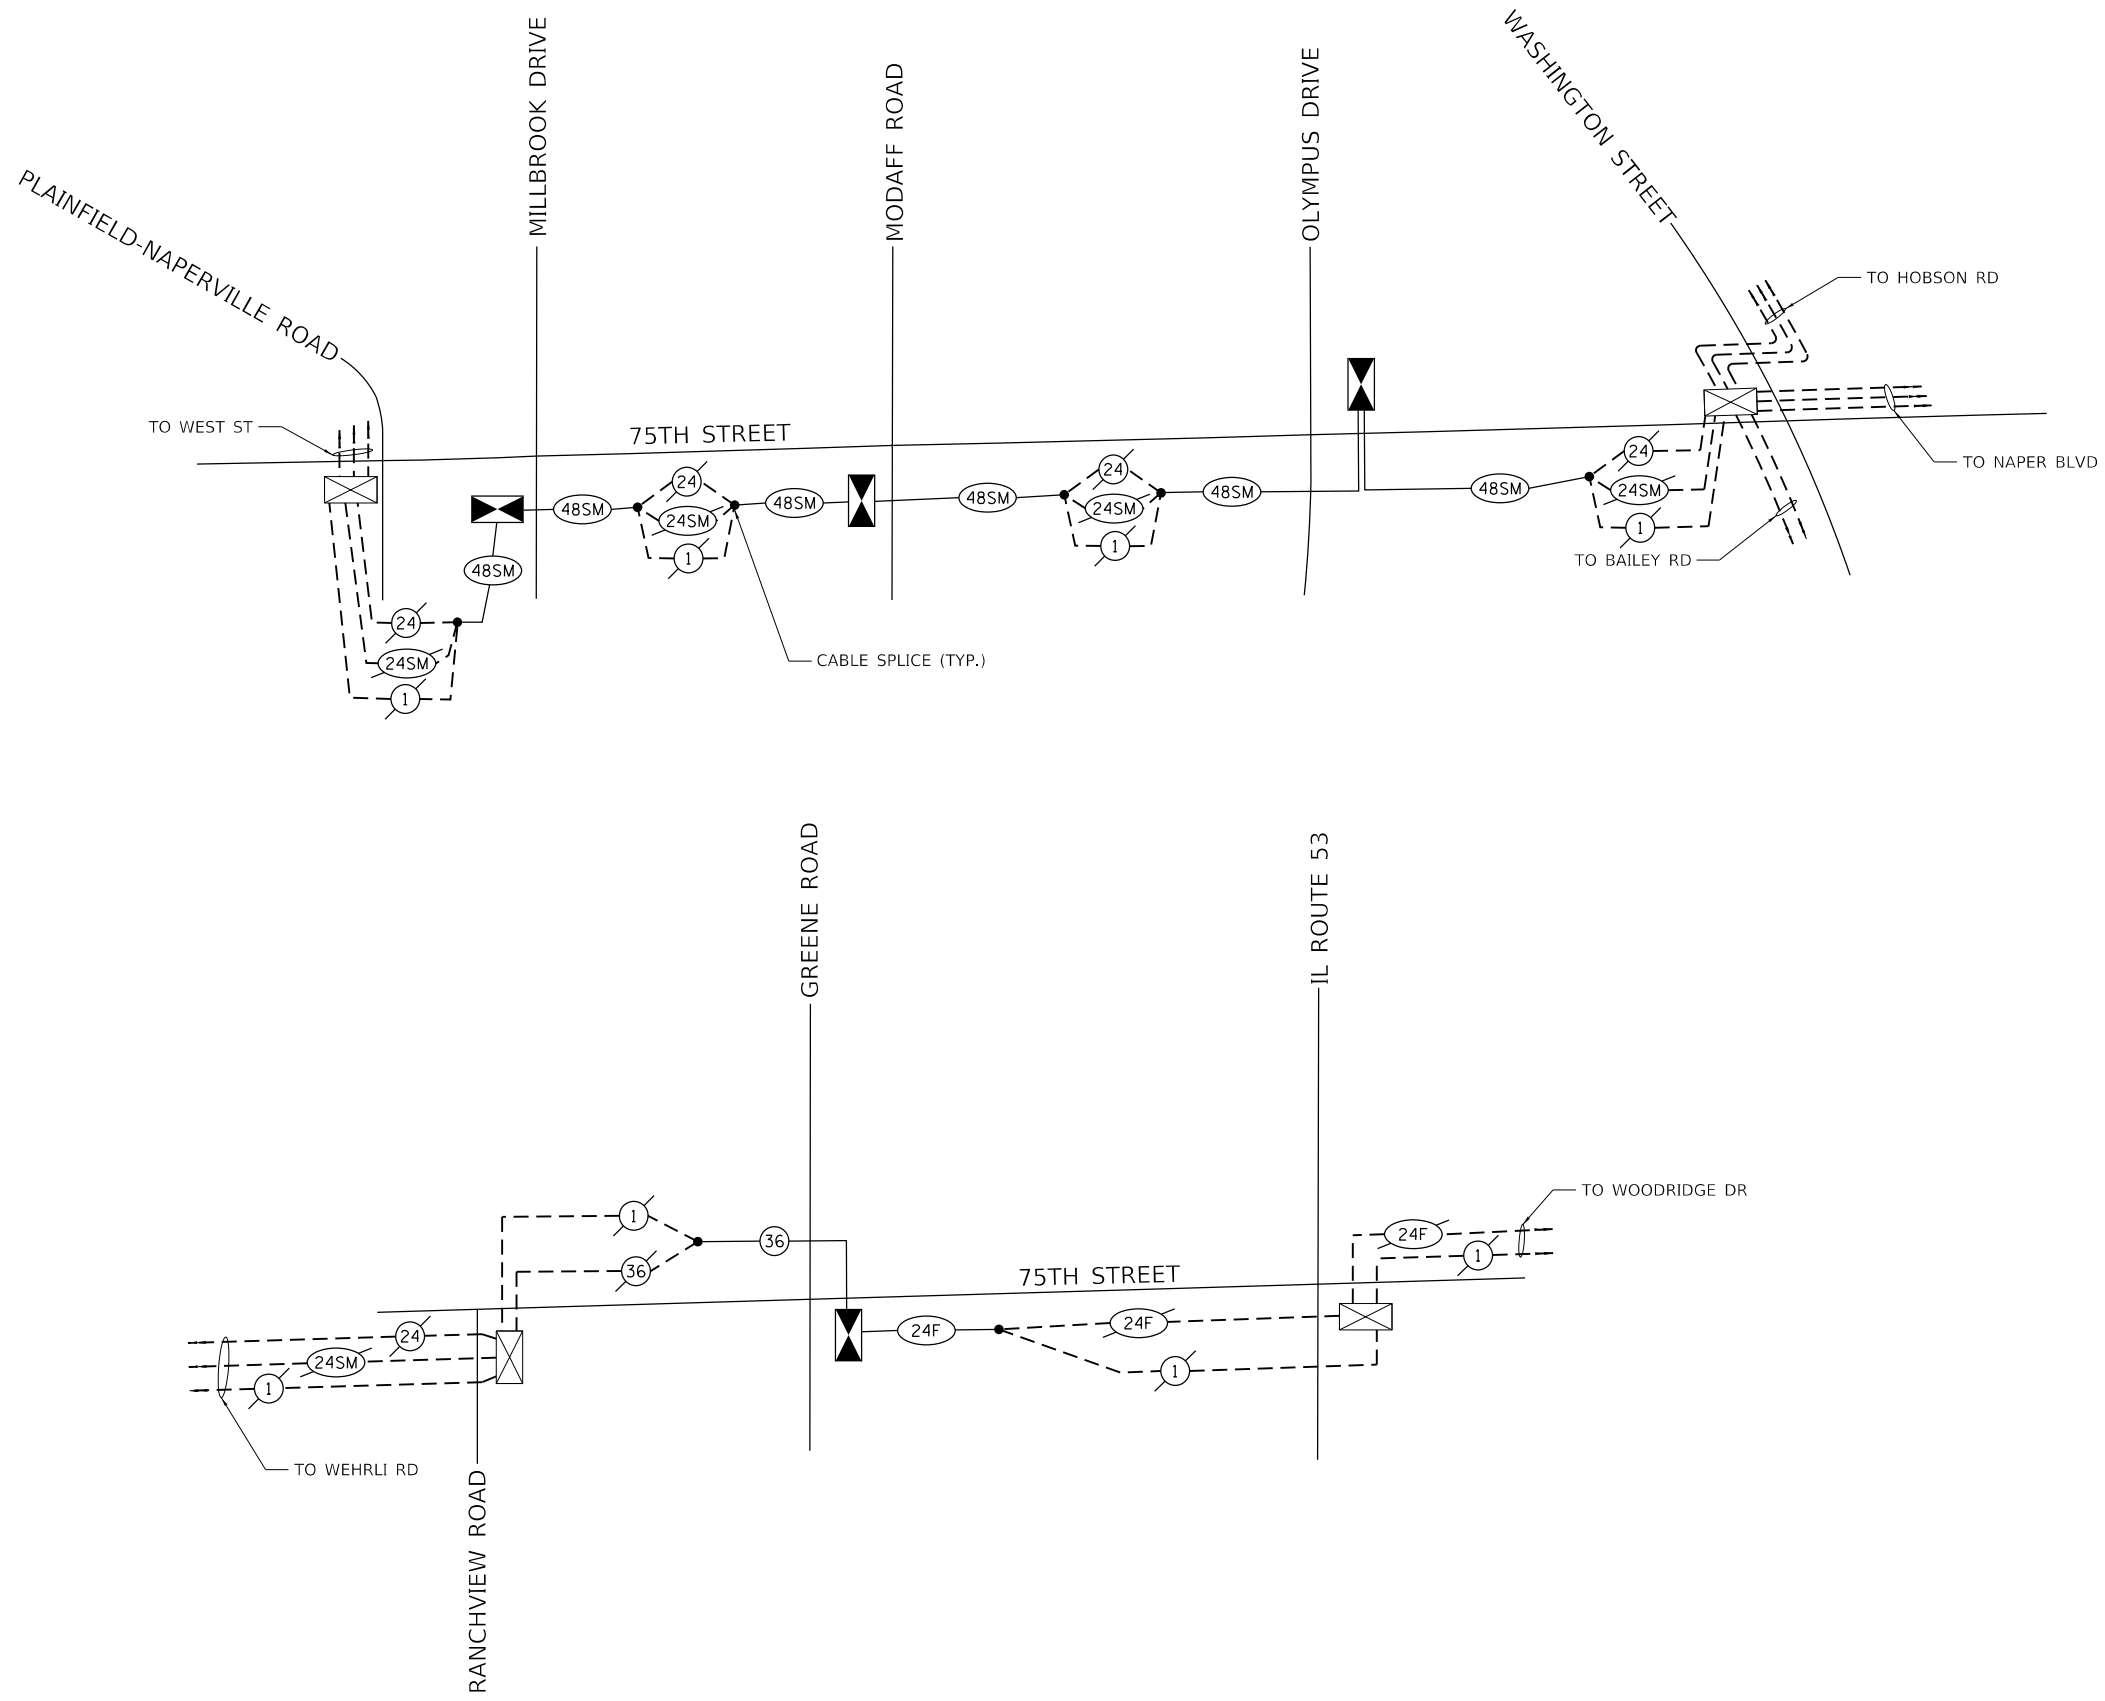 PLAINFIELD-NAPERVILLE ROAD
MILLBROOK DRIVE
MODAFF ROAD
OLYMPUS DRIVE
WASHINGTON STREET
TO HOBSON RD
TO WEST ST
75TH STREET
24
24
24
48SM
48SM
48SM
48SM
48SM
24SM
24SM
24SM
1
1
1
TO NAPER BLVD
TO BAILEY RD
48SM
24
24SM
1
CABLE SPLICE (TYP.)
GREENE ROAD
IL ROUTE 53
TO WOODRIDGE DR
1
36
36
24F
1
75TH STREET
24
24SM
1
24F
24F
1
TO WEHRLI RD
RANCHVIEW ROAD